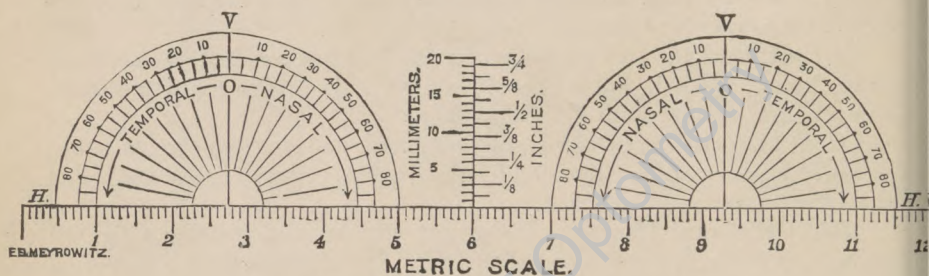 V
80 70 60 50 40 30 20 10 10 20 30 40 50 60 70 80
TEMPORAL — O — NASAL
20 15 10 5
MILLIMETERS.
3/4
5/8
1/2
3/8
1/4
1/8
INCHES.
V
80 70 60 50 40 30 20 10 10 20 30 40 50 60 70 80
NASAL — O — TEMPORAL
H. H.
1 2 3 4 5 6 7 8 9 10 11
E.B.MEYROWITZ.
METRIC SCALE.
Optometry